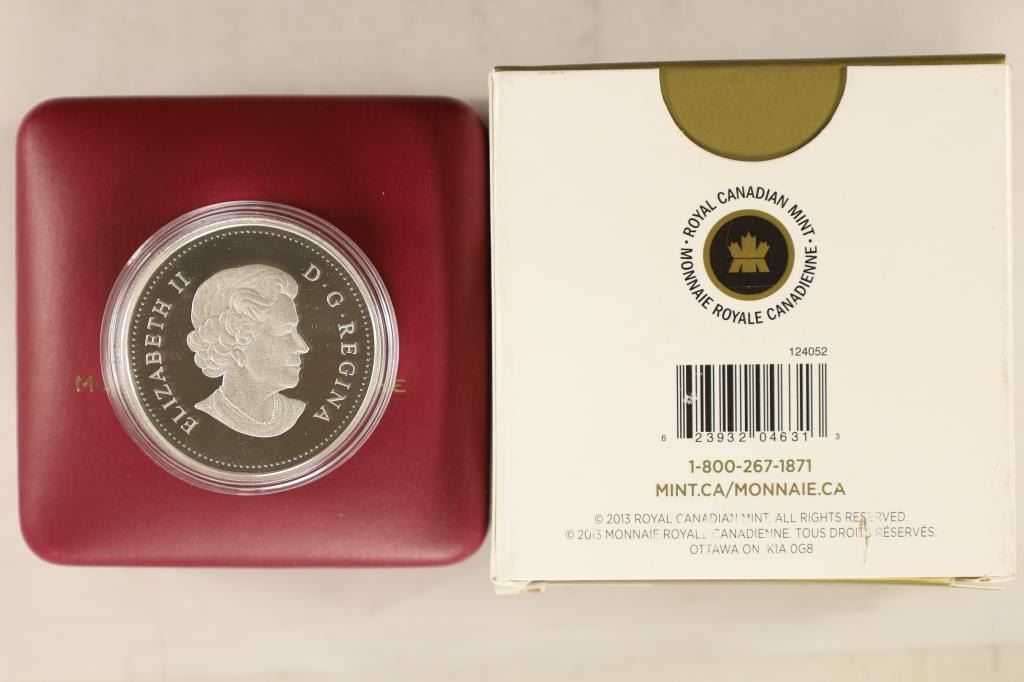 ELIZABETH II
D·G·REGINA
· ROYAL CANADIAN MINT ·
MONNAIE ROYALE CANADIENNE
124052
6 23932 04631 3
1-800-267-1871
MINT.CA/MONNAIE.CA
© 2013 ROYAL CANADIAN MINT. ALL RIGHTS RESERVED.
© 2013 MONNAIE ROYALE CANADIENNE. TOUS DROITS RÉSERVÉS.
OTTAWA ON K1A 0G8